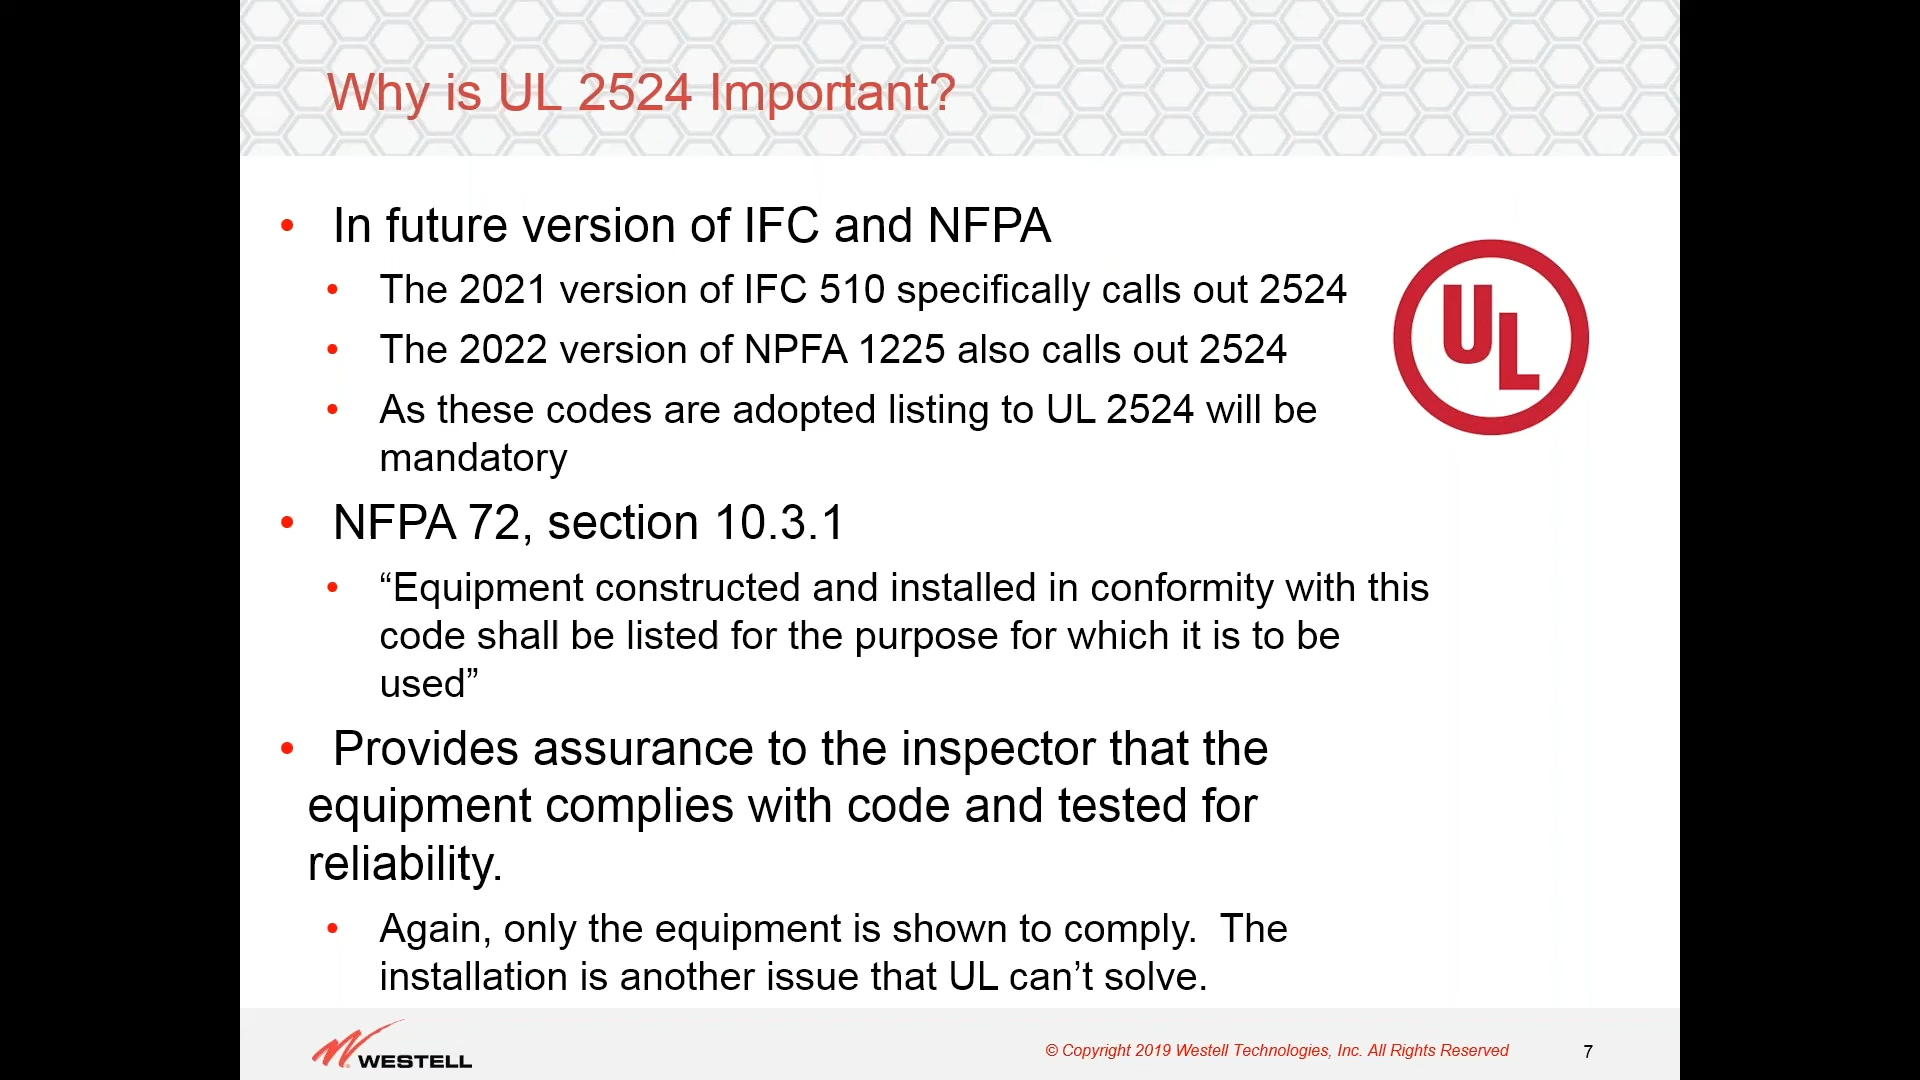 Why is UL 2524 Important?
• In future version of IFC and NFPA
• The 2021 version of IFC 510 specifically calls out 2524
• The 2022 version of NPFA 1225 also calls out 2524
• As these codes are adopted listing to UL 2524 will be
mandatory
UL
• NFPA 72, section 10.3.1
• “Equipment constructed and installed in conformity with this
code shall be listed for the purpose for which it is to be
used”
• Provides assurance to the inspector that the
equipment complies with code and tested for
reliability.
• Again, only the equipment is shown to comply.  The
installation is another issue that UL can’t solve.
WESTELL
© Copyright 2019 Westell Technologies, Inc. All Rights Reserved
7